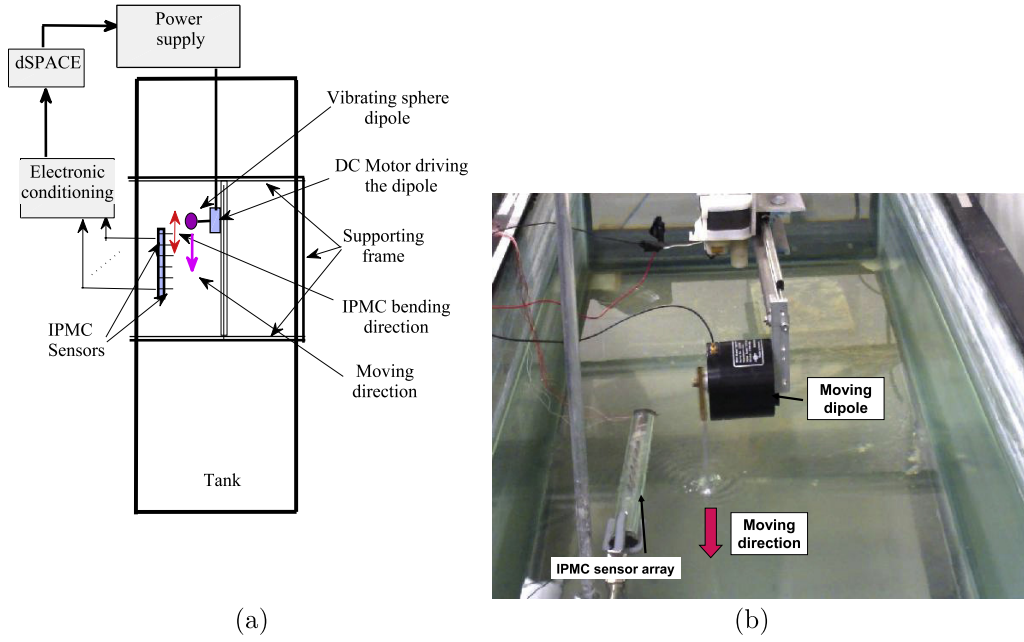 Power
supply
dSPACE
Vibrating sphere
dipole
Electronic
conditioning
DC Motor driving
the dipole
Supporting
frame
IPMC
Sensors
IPMC bending
direction
Moving
direction
Tank
Moving
dipole
Moving
direction
IPMC sensor array
(a)
(b)